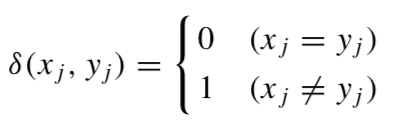 δ(x_j, y_j) = { 0 (x_j = y_j)
1 (x_j ≠ y_j)